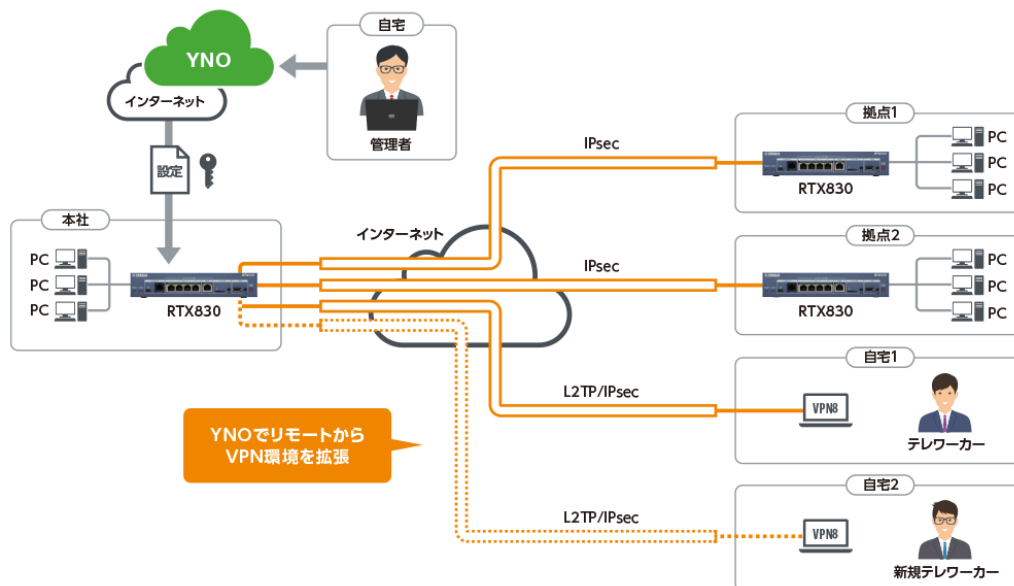 自宅
YNO
インターネット
管理者
設定
本社
PC
PC
PC
RTX830
インターネット
IPsec
拠点1
RTX830
PC
PC
PC
IPsec
拠点2
RTX830
PC
PC
PC
L2TP/IPsec
自宅1
VPN8
テレワーカー
YNOでリモートから
VPN環境を拡張
L2TP/IPsec
自宅2
VPN8
新規テレワーカー